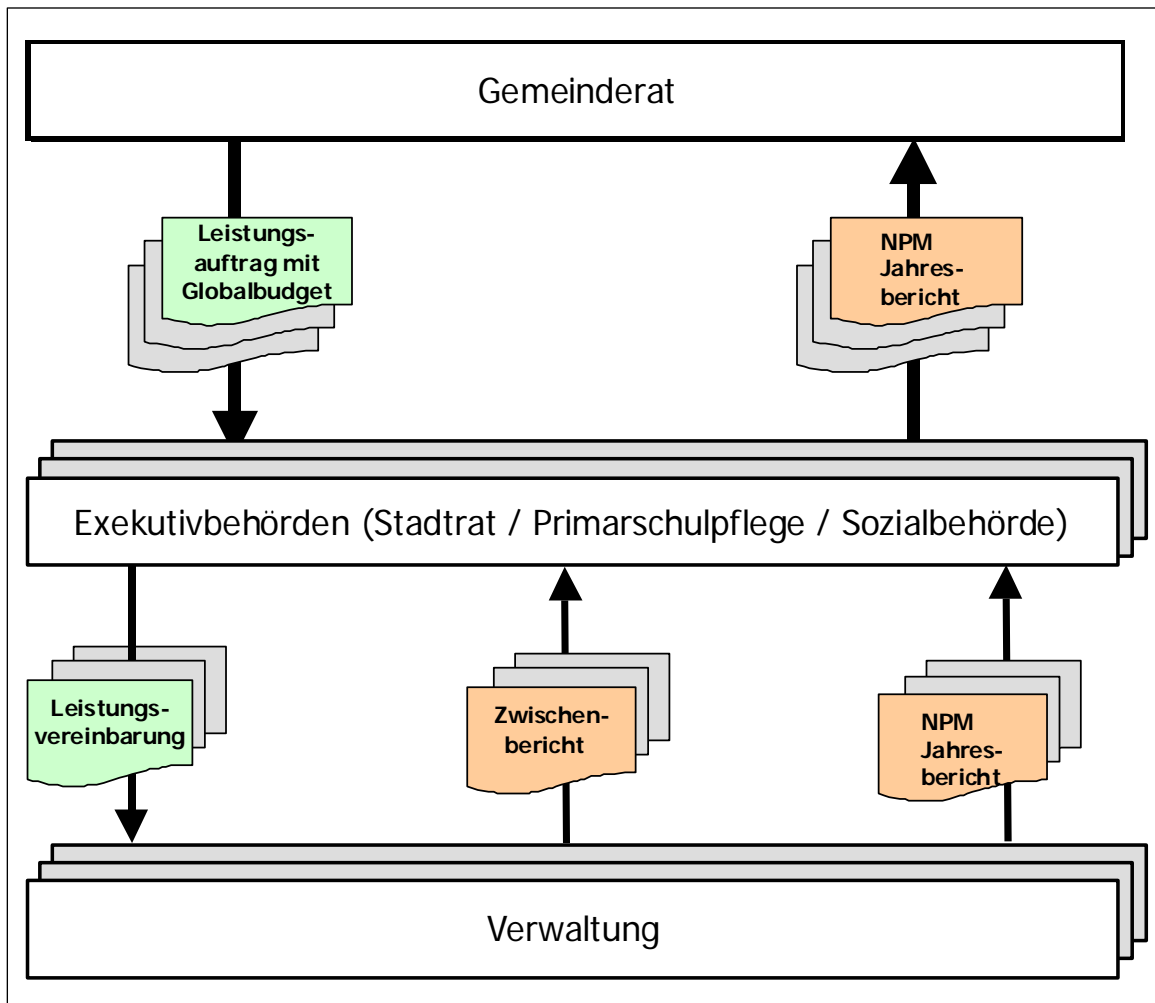 Gemeinderat
Leistungs-
auftrag mit
Globalbudget
NPM
Jahres-
bericht
Exekutivbehörden (Stadtrat / Primarschulpflege / Sozialbehörde)
Leistungs-
vereinbarung
Zwischen-
bericht
NPM
Jahres-
bericht
Verwaltung